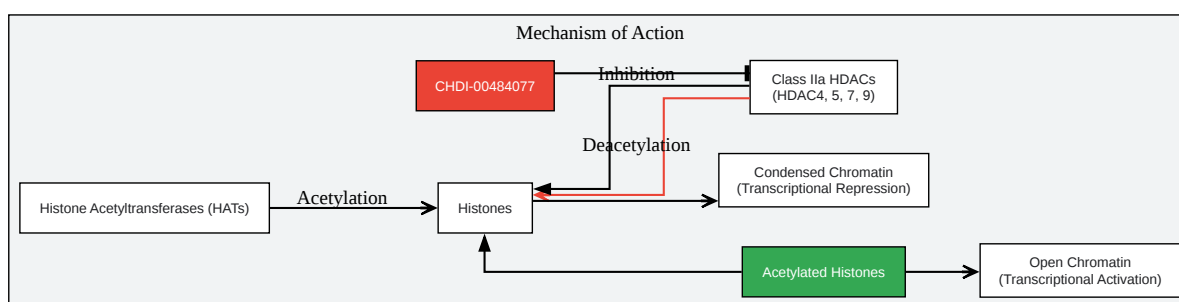 Mechanism of Action
CHDI-00484077
Inhibition
Class IIa HDACs
(HDAC4, 5, 7, 9)
Deacetylation
Condensed Chromatin
(Transcriptional Repression)
Histone Acetyltransferases (HATs)
Acetylation
Histones
Acetylated Histones
Open Chromatin
(Transcriptional Activation)